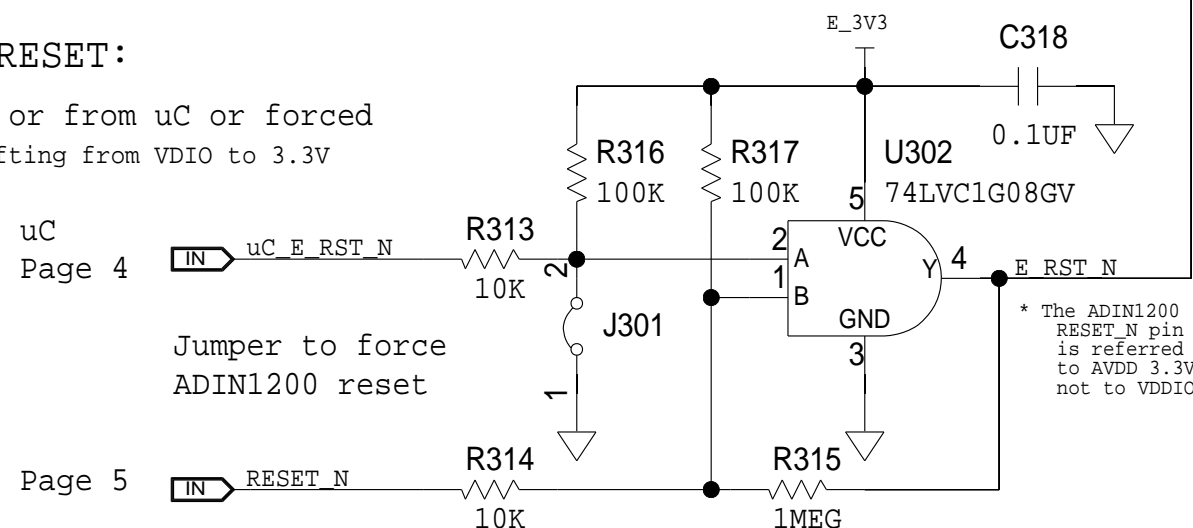 E_3V3
C318
RESET:
or from uC or forced
fting from VDIO to 3.3V
0.1UF
R316
100K
R317
100K
U302
74LVC1G08GV
5
VCC
uC
Page 4
IN
uC_E_RST_N
R313
10K
2
2
A
1
B
Y
4
E_RST_N
GND
3
J301
1
Jumper to force
ADIN1200 reset
* The ADIN1200
RESET_N pin
is referred
to AVDD 3.3V
not to VDDIO
Page 5
IN
RESET_N
R314
10K
R315
1MEG